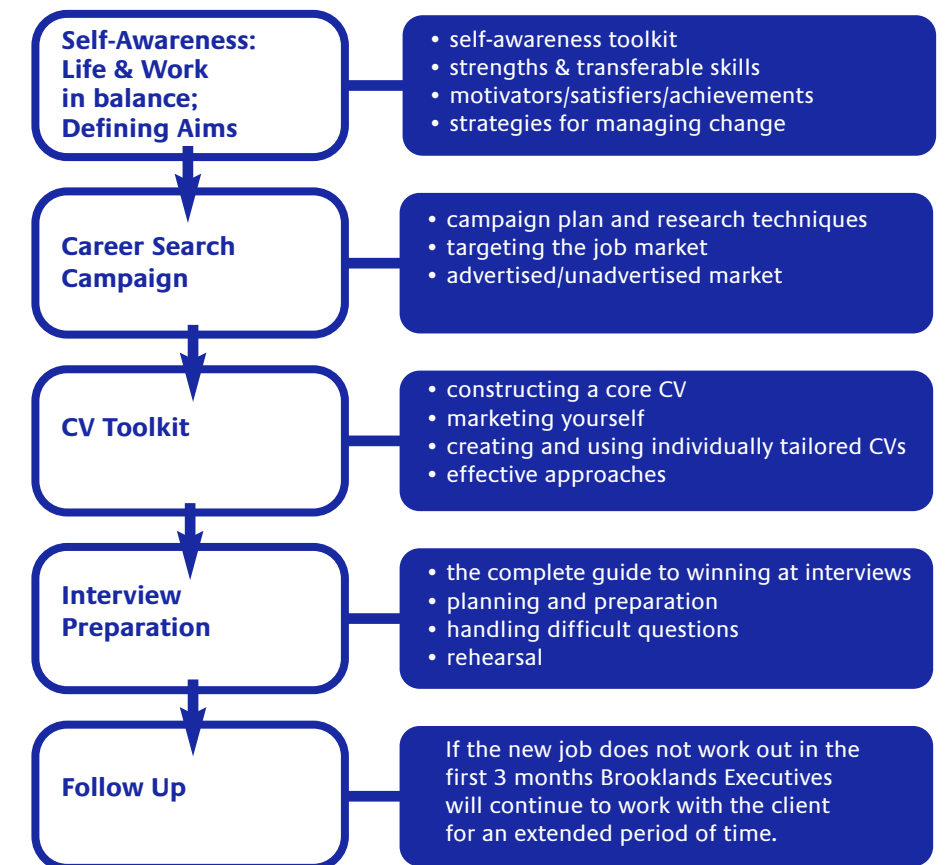 Self-Awareness:
Life & Work
in balance;
Defining Aims
• self-awareness toolkit
• strengths & transferable skills
• motivators/satisfiers/achievements
• strategies for managing change
Career Search
Campaign
• campaign plan and research techniques
• targeting the job market
• advertised/unadvertised market
CV Toolkit
• constructing a core CV
• marketing yourself
• creating and using individually tailored CVs
• effective approaches
Interview
Preparation
• the complete guide to winning at interviews
• planning and preparation
• handling difficult questions
• rehearsal
Follow Up
If the new job does not work out in the
first 3 months Brooklands Executives
will continue to work with the client
for an extended period of time.